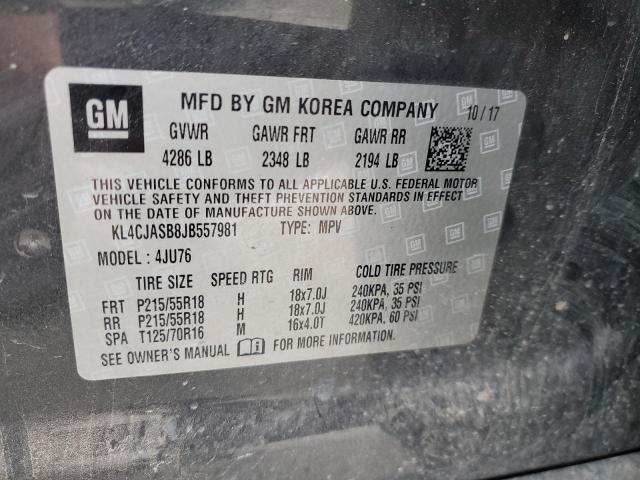 GM MFD BY GM KOREA COMPANY 10/17
GVWR GAWR FRT GAWR RR
4286 LB 2348 LB 2194 LB
THIS VEHICLE CONFORMS TO ALL APPLICABLE U.S. FEDERAL MOTOR
VEHICLE SAFETY AND THEFT PREVENTION STANDARDS IN EFFECT
ON THE DATE OF MANUFACTURE SHOWN ABOVE.
KL4CJASB8JB557981 TYPE: MPV
MODEL: 4JU76
TIRE SIZE SPEED RTG RIM COLD TIRE PRESSURE
FRT P215/55R18 H 18x7.0J 240KPA, 35 PSI
RR P215/55R18 H 18x7.0J 240KPA, 35 PSI
SPA T125/70R16 M 16x4.0T 420KPA, 60 PSI
SEE OWNER'S MANUAL FOR MORE INFORMATION.